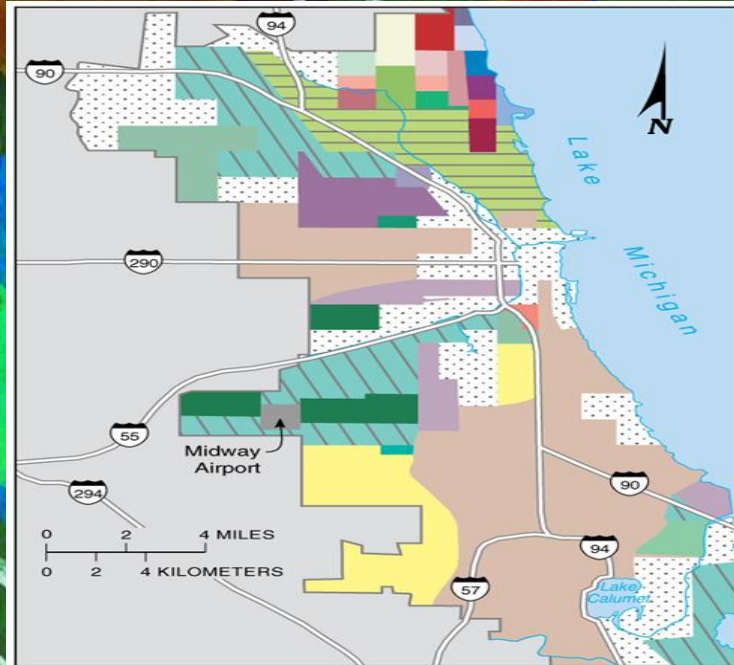 94
90
N
Lake
Michigan
290
55
Midway
Airport
294
90
0 2 4 MILES
0 2 4 KILOMETERS
94
57
Lake
Calumet